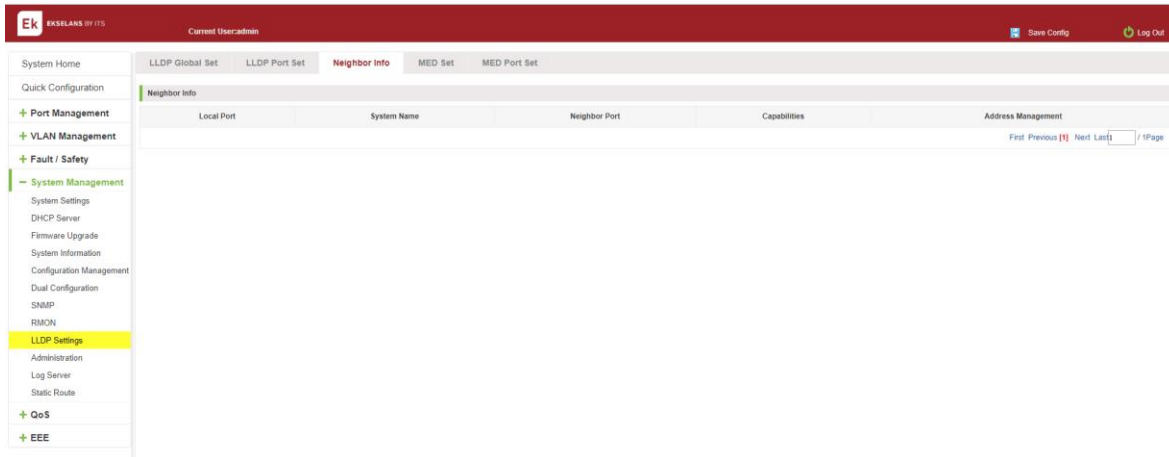 Ek EKSELANS BY ITS
Current User:admin
Save Config
Log Out
System Home
Quick Configuration
+ Port Management
+ VLAN Management
+ Fault / Safety
− System Management
System Settings
DHCP Server
Firmware Upgrade
System Information
Configuration Management
Dual Configuration
SNMP
RMON
LLDP Settings
Administration
Log Server
Static Route
+ QoS
+ EEE
LLDP Global Set LLDP Port Set Neighbor Info MED Set MED Port Set
Neighbor Info
Local Port System Name Neighbor Port Capabilities Address Management
First Previous [1] Next Last 1 / 1Page